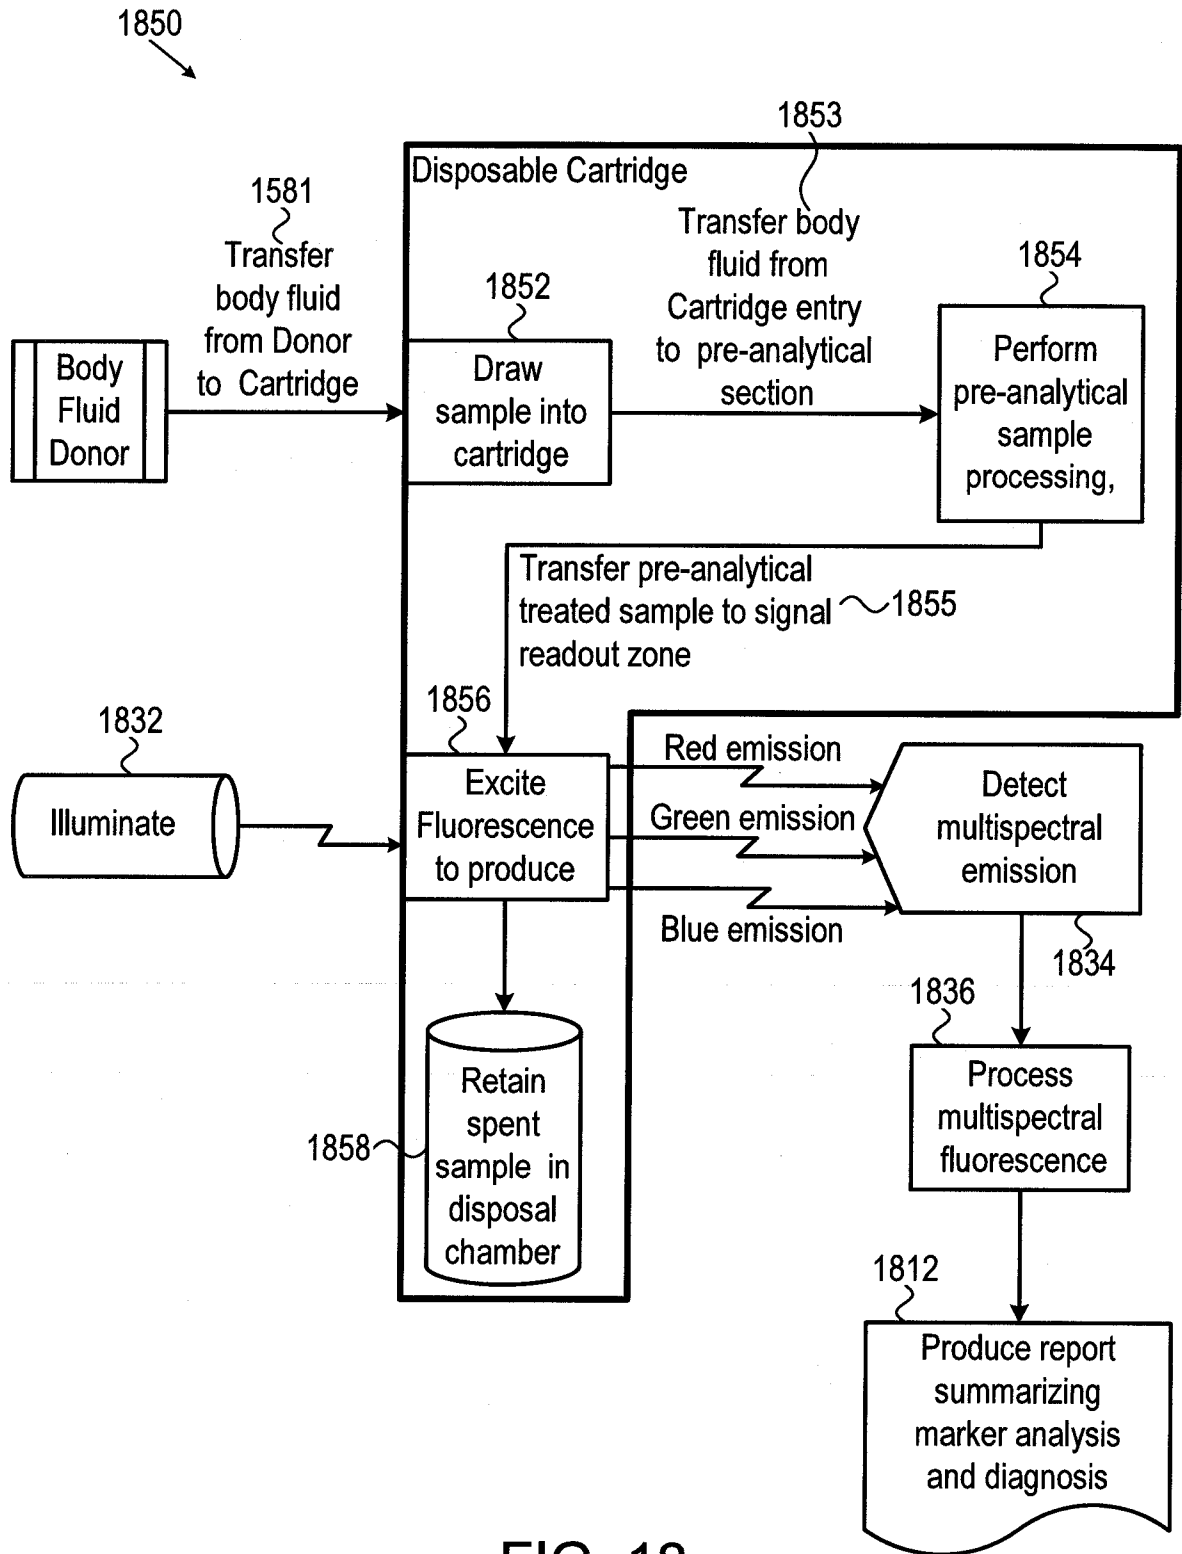 1850
1853
Disposable Cartridge
1581
Transfer
body fluid
from Donor
to Cartridge
Transfer body
fluid from
Cartridge entry
to pre-analytical
section
1854
1852
Body
Fluid
Donor
Draw
sample into
cartridge
Perform
pre-analytical
sample
processing,
Transfer pre-analytical
treated sample to signal
readout zone
1855
1856
1832
Illuminate
Excite
Fluorescence
to produce
Red emission
Green emission
Blue emission
Detect
multispectral
emission
1834
1836
Process
multispectral
fluorescence
1858
Retain
spent
sample in
disposal
chamber
1812
Produce report
summarizing
marker analysis
and diagnosis